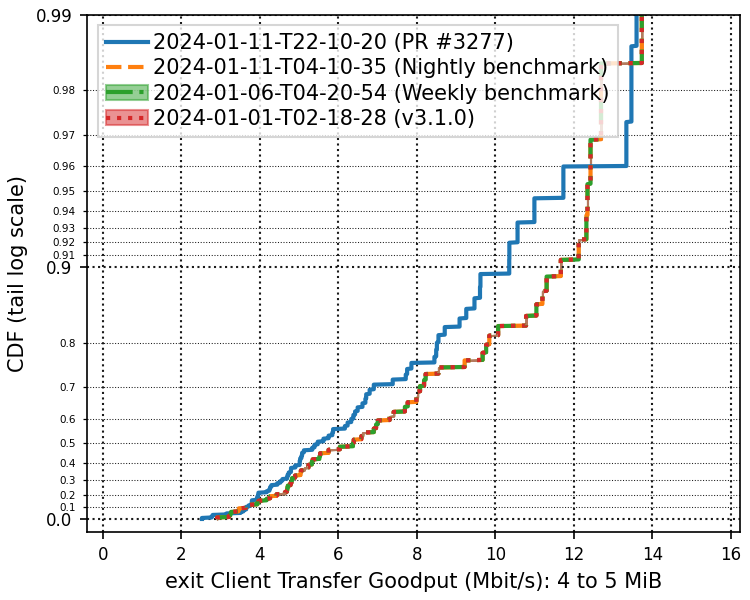 0.99
2024-01-11-T22-10-20 (PR #3277)
2024-01-11-T04-10-35 (Nightly benchmark)
2024-01-06-T04-20-54 (Weekly benchmark)
2024-01-01-T02-18-28 (v3.1.0)
0.98
0.97
0.96
0.95
0.94
0.93
0.92
0.91
0.9
0.8
0.7
0.6
0.5
0.4
0.3
0.2
0.1
0.0
CDF (tail log scale)
0 2 4 6 8 10 12 14 16
exit Client Transfer Goodput (Mbit/s): 4 to 5 MiB